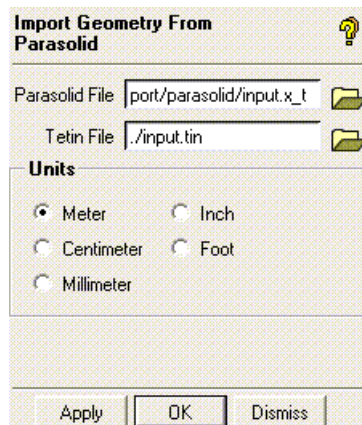 Import Geometry From
Parasolid
Parasolid File port/parasolid/input.x_t
Tetin File ./input.tin
Units
Meter Inch
Centimeter Foot
Millimeter
Apply OK Dismiss